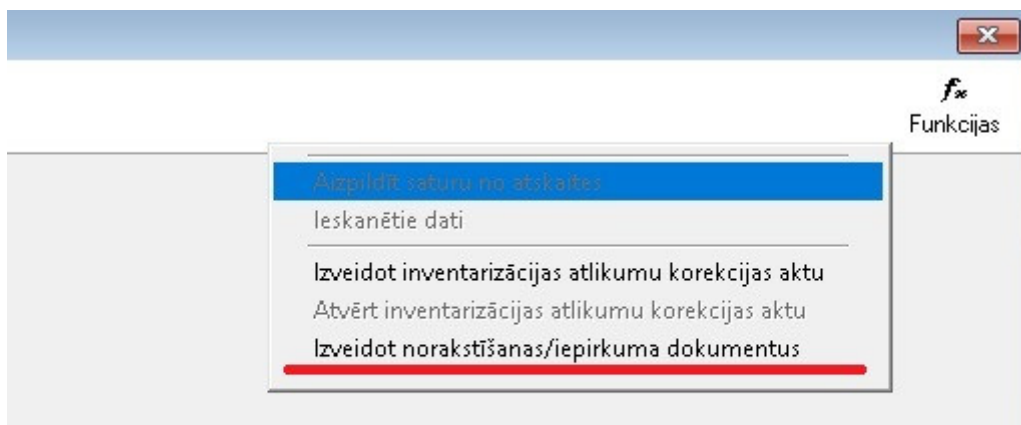 fx
Funkcijas
Aizpildīt saturu no atskaites
Ieskanētie dati
Izveidot inventarizācijas atlikumu korekcijas aktu
Atvērt inventarizācijas atlikumu korekcijas aktu
Izveidot norakstīšanas/iepirkuma dokumentus